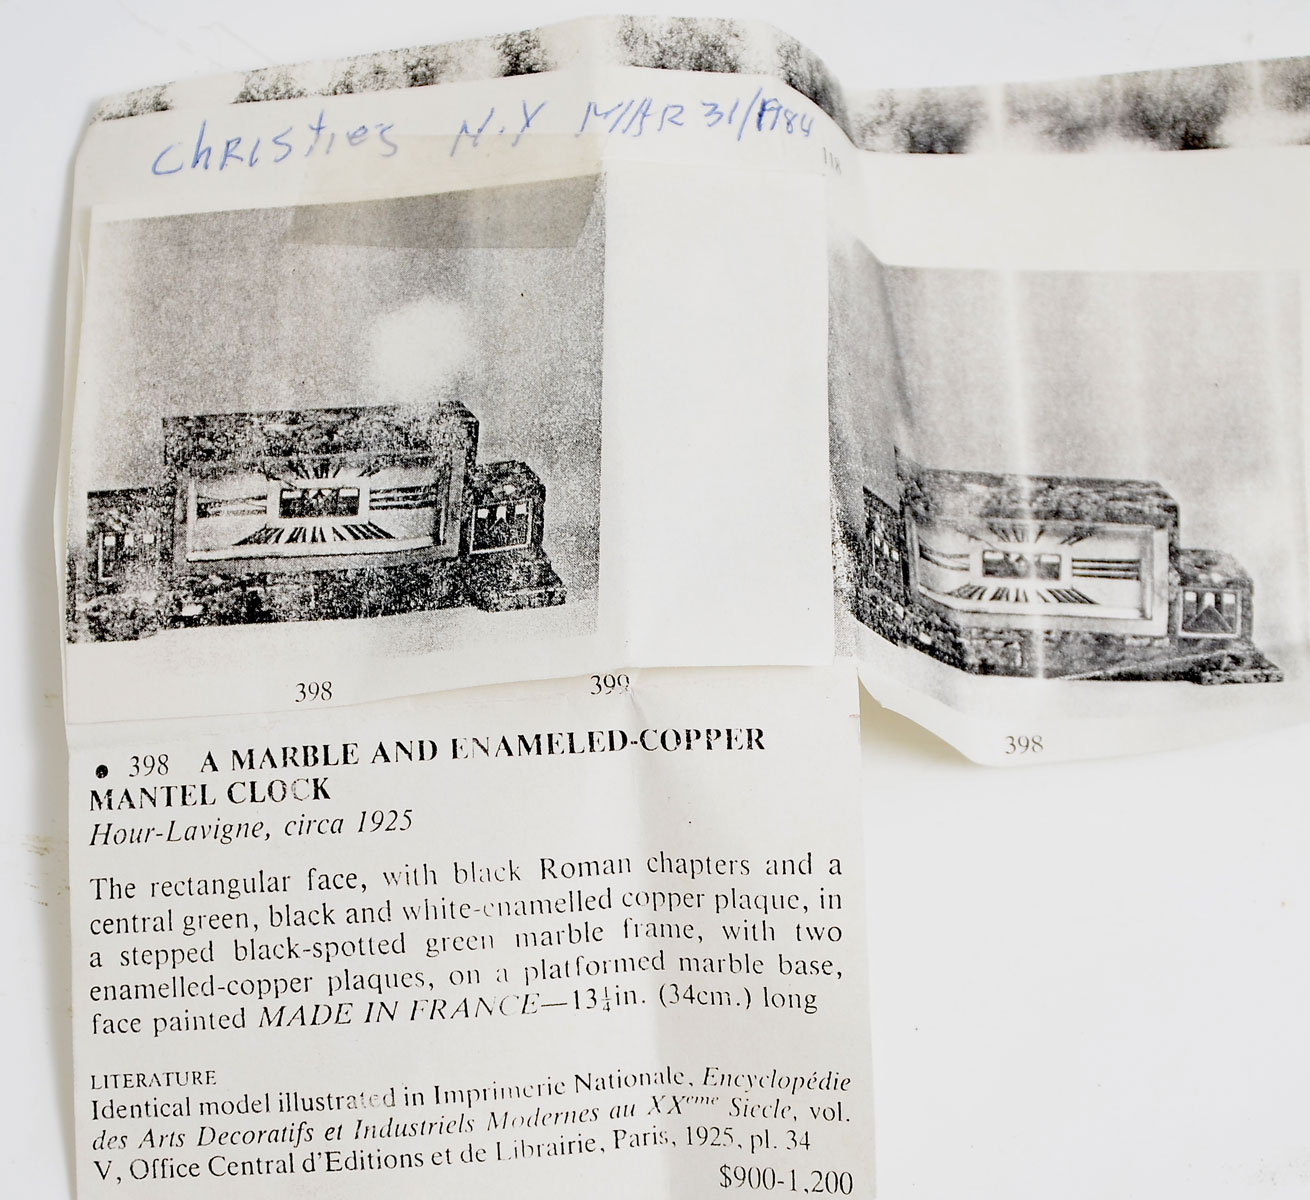 Christies N.Y MAR 31/1984
118
398
399
398
• 398 A MARBLE AND ENAMELED-COPPER
MANTEL CLOCK
Hour-Lavigne, circa 1925
The rectangular face, with black Roman chapters and a
central green, black and white-enamelled copper plaque, in
a stepped black-spotted green marble frame, with two
enamelled-copper plaques, on a platformed marble base,
face painted MADE IN FRANCE—13¼in. (34cm.) long
LITERATURE
Identical model illustrated in Imprimerie Nationale, Encyclopédie
des Arts Decoratifs et Industriels Modernes au XXeme Siecle, vol.
V, Office Central d'Editions et de Librairie, Paris, 1925, pl. 34
$900-1,200